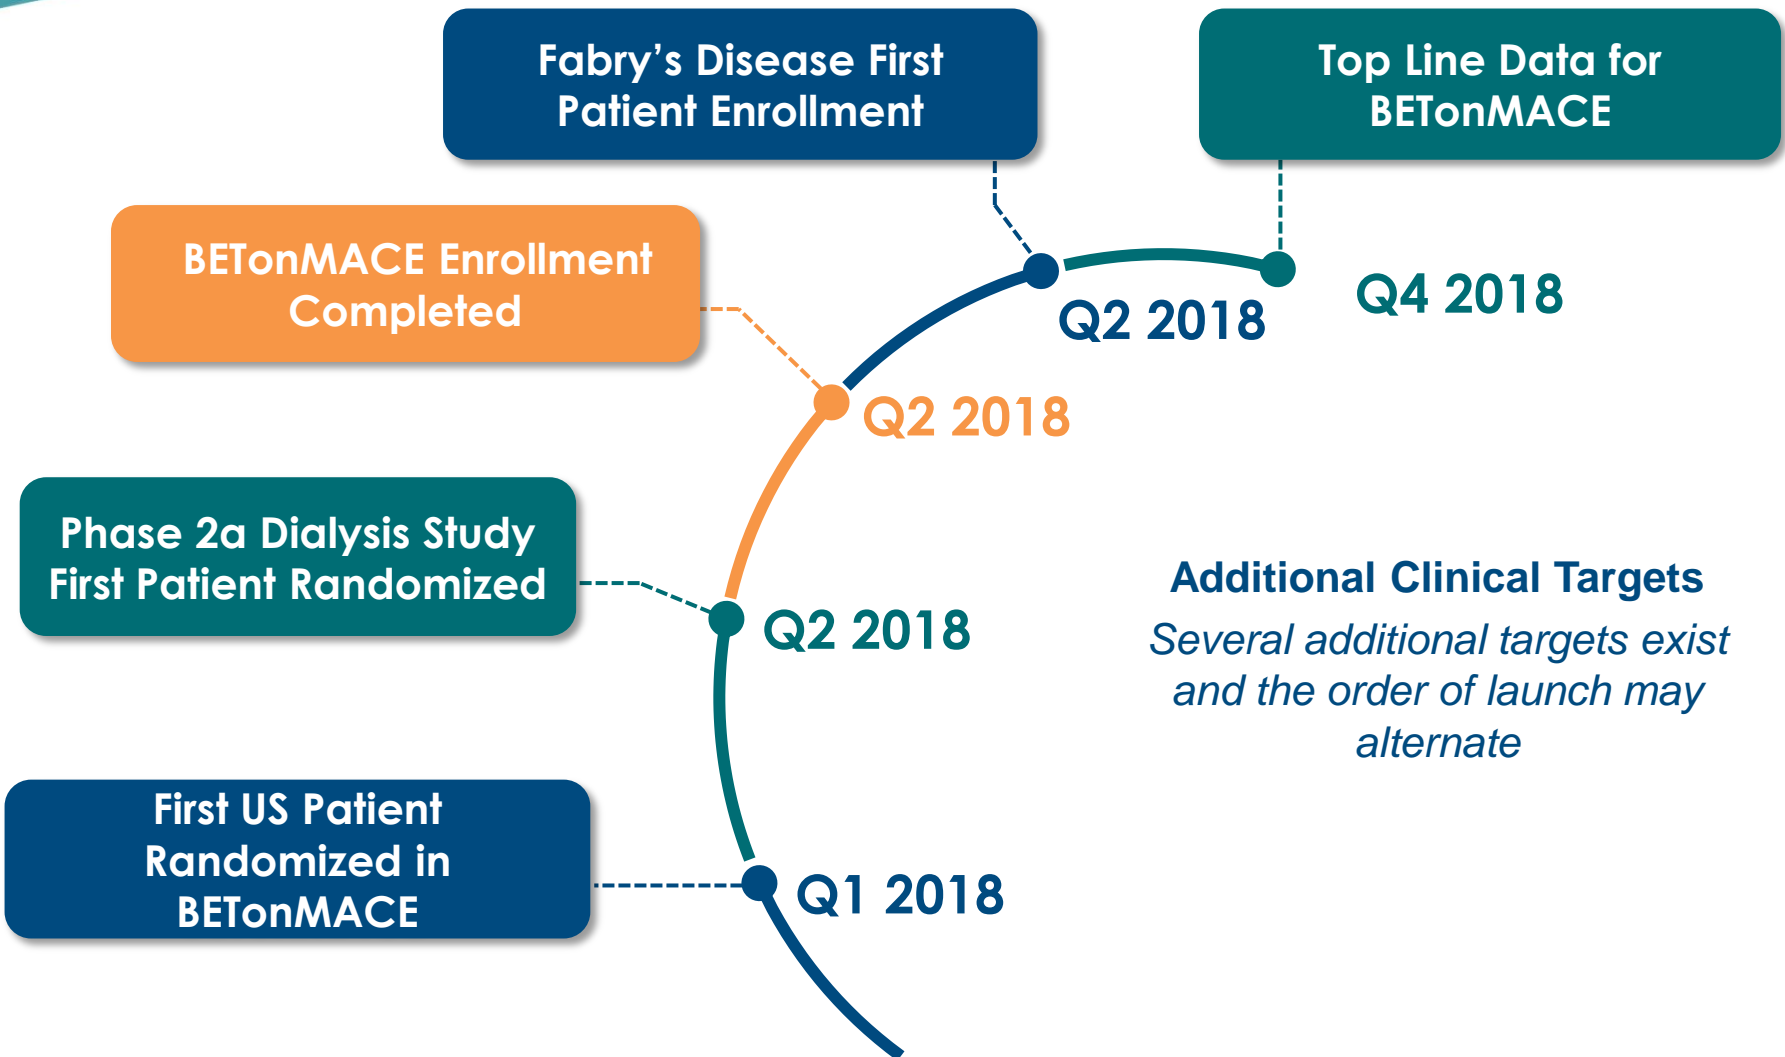 Fabry’s Disease First
Patient Enrollment
Top Line Data for
BETonMACE
BETonMACE Enrollment
Completed
Q2 2018
Q4 2018
Q2 2018
Phase 2a Dialysis Study
First Patient Randomized
Q2 2018
Additional Clinical Targets
Several additional targets exist
and the order of launch may
alternate
First US Patient
Randomized in
BETonMACE
Q1 2018